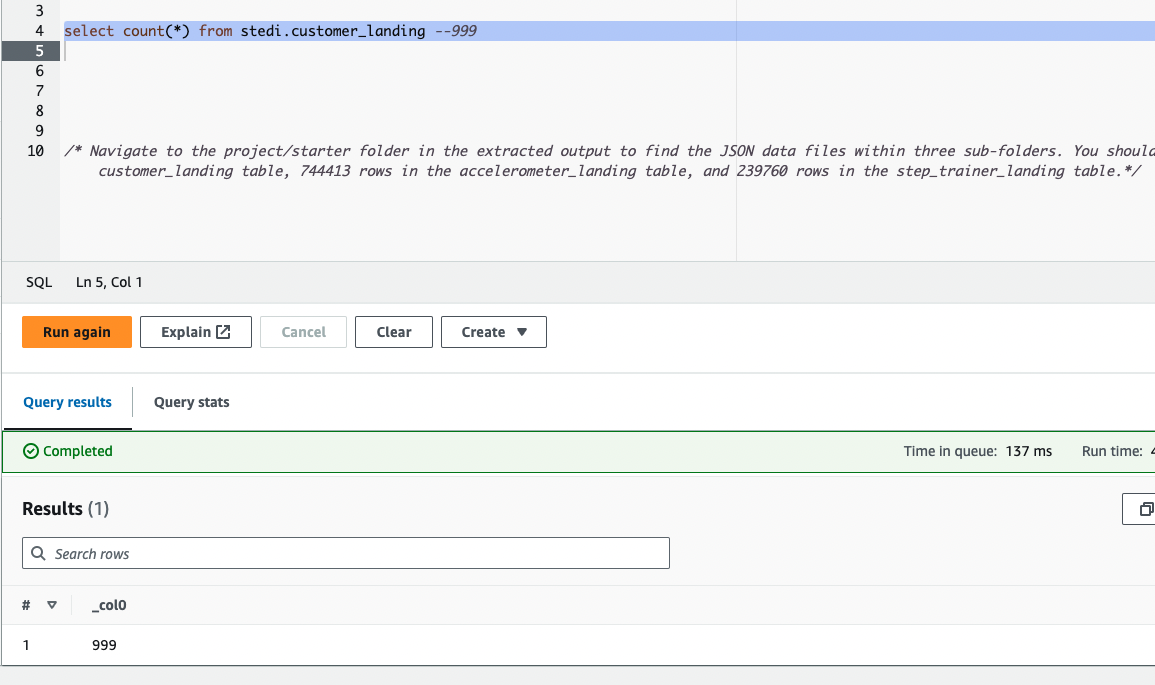 3
4 select count(*) from stedi.customer_landing --999
5
6
7
8
9
10 /* Navigate to the project/starter folder in the extracted output to find the JSON data files within three sub-folders. You should
customer_landing table, 744413 rows in the accelerometer_landing table, and 239760 rows in the step_trainer_landing table.*/
SQL Ln 5, Col 1
Run again Explain Cancel Clear Create
Query results Query stats
Completed Time in queue: 137 ms Run time: 4
Results (1)
Search rows
# _col0
1 999